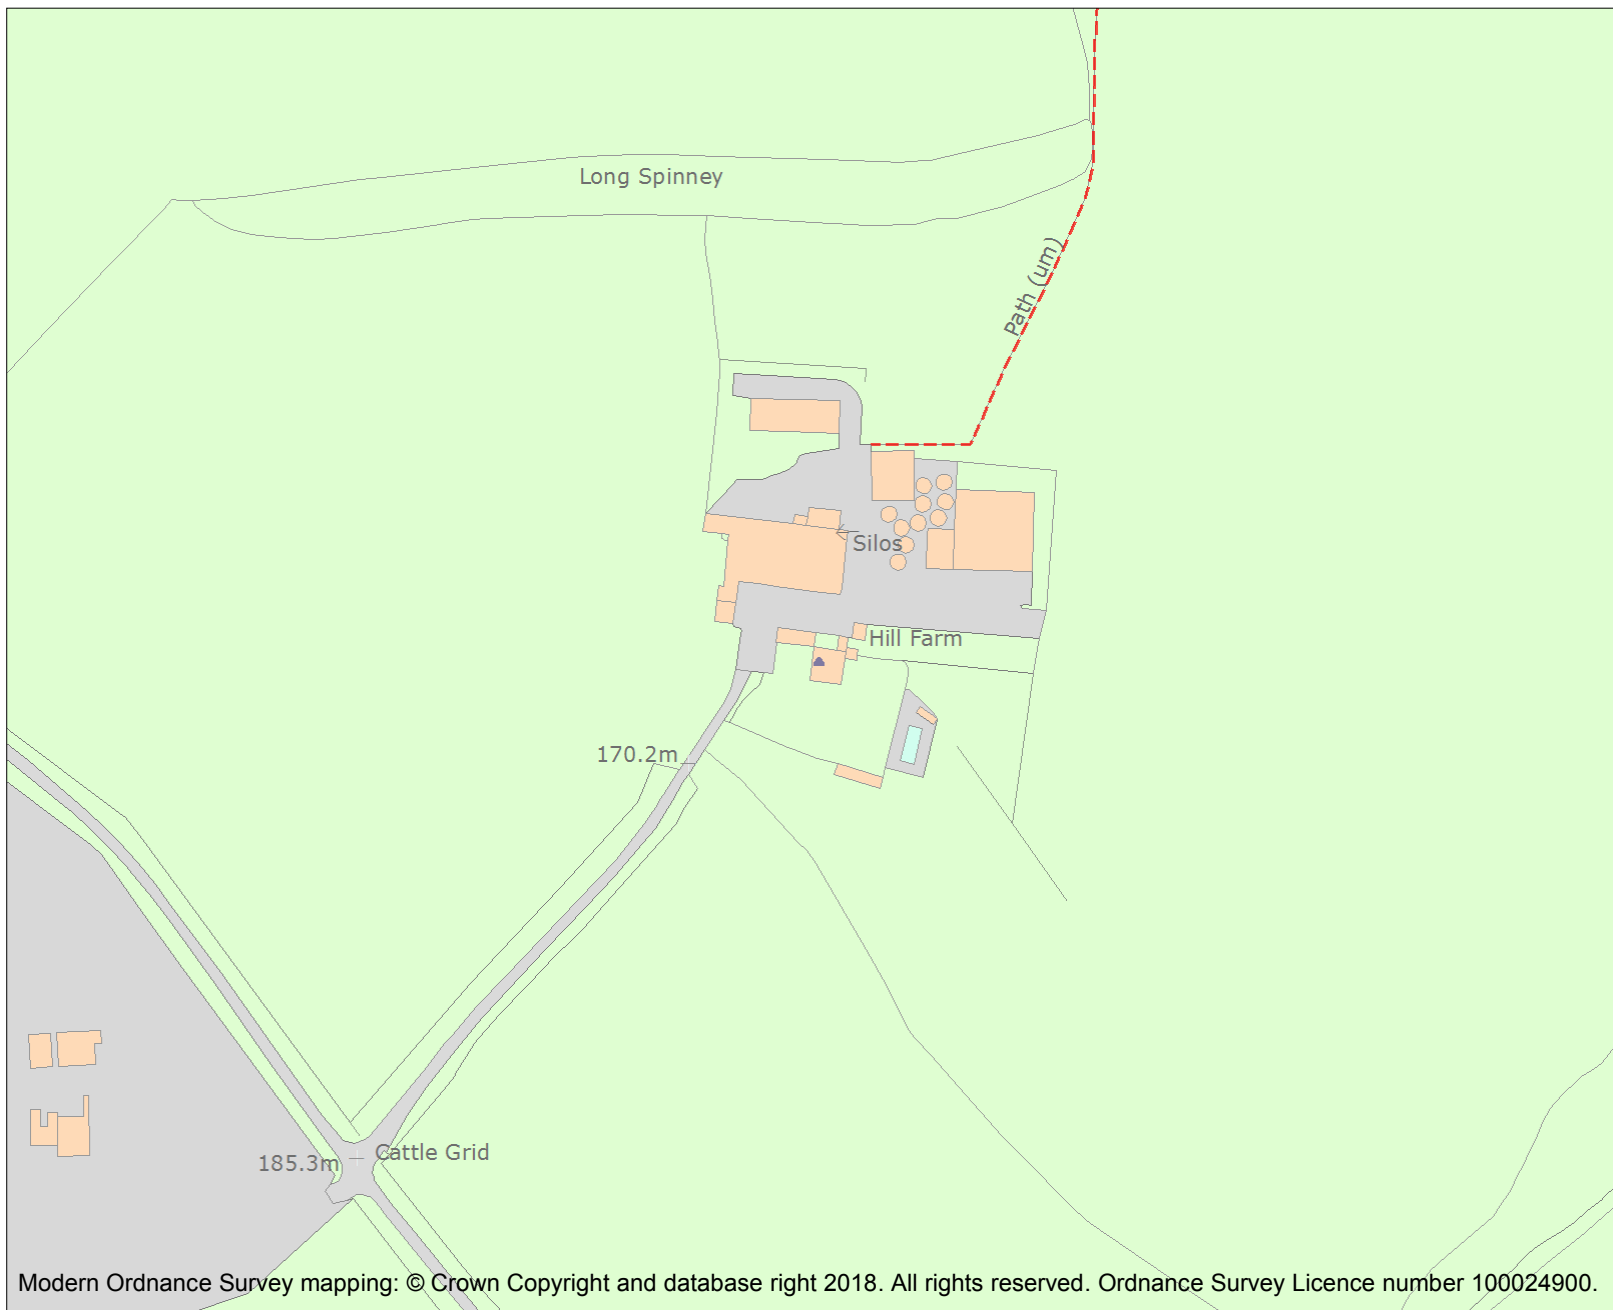 Long Spinney
Path (um)
Silos
Hill Farm
170.2m
Cattle Grid
185.3m
Modern Ordnance Survey mapping: © Crown Copyright and database right 2018. All rights reserved. Ordnance Survey Licence number 100024900.